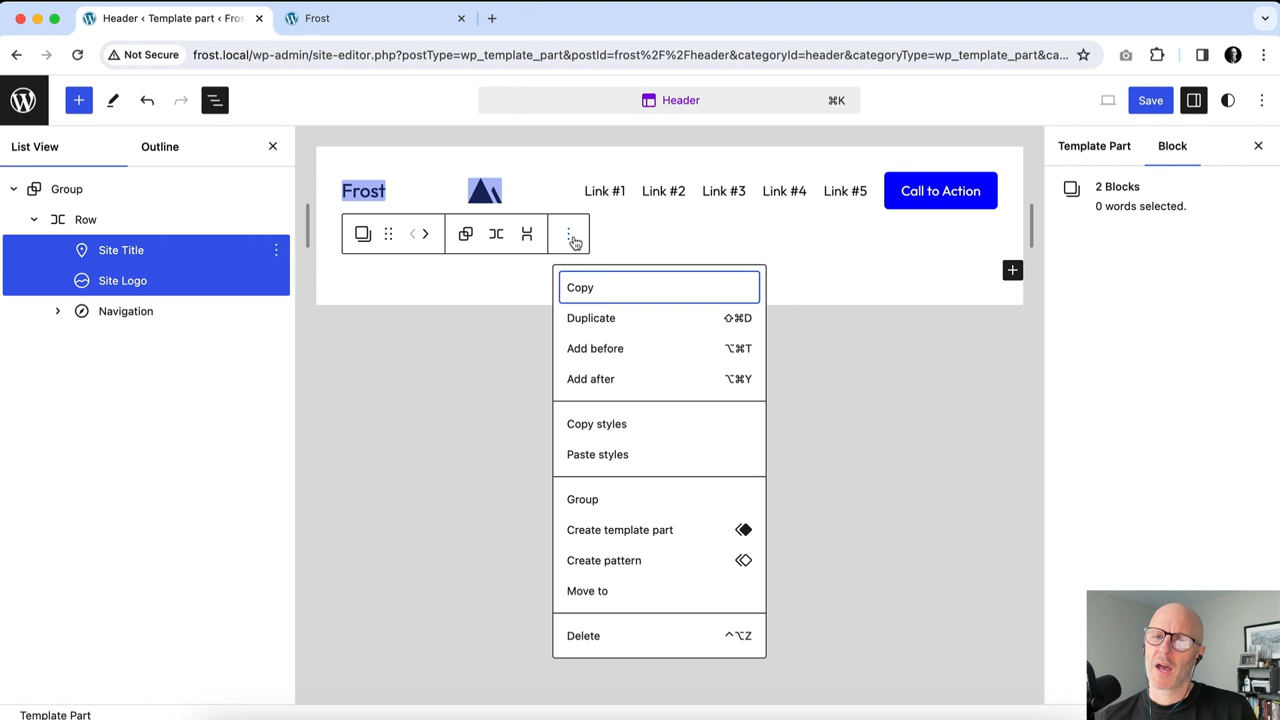 Header ‹ Template part ‹ Fros
Frost
Not Secure
frost.local/wp-admin/site-editor.php?postType=wp_template_part&postId=frost%2F%2Fheader&categoryId=header&categoryType=wp_template_part&ca...
Header
⌘K
Save
List View
Outline
Template Part
Block
Group
Row
Site Title
Site Logo
Navigation
Frost
Link #1
Link #2
Link #3
Link #4
Link #5
Call to Action
2 Blocks
0 words selected.
Copy
Duplicate ⇧⌘D
Add before ⌥⌘T
Add after ⌥⌘Y
Copy styles
Paste styles
Group
Create template part
Create pattern
Move to
Delete ^⌥Z
Template Part